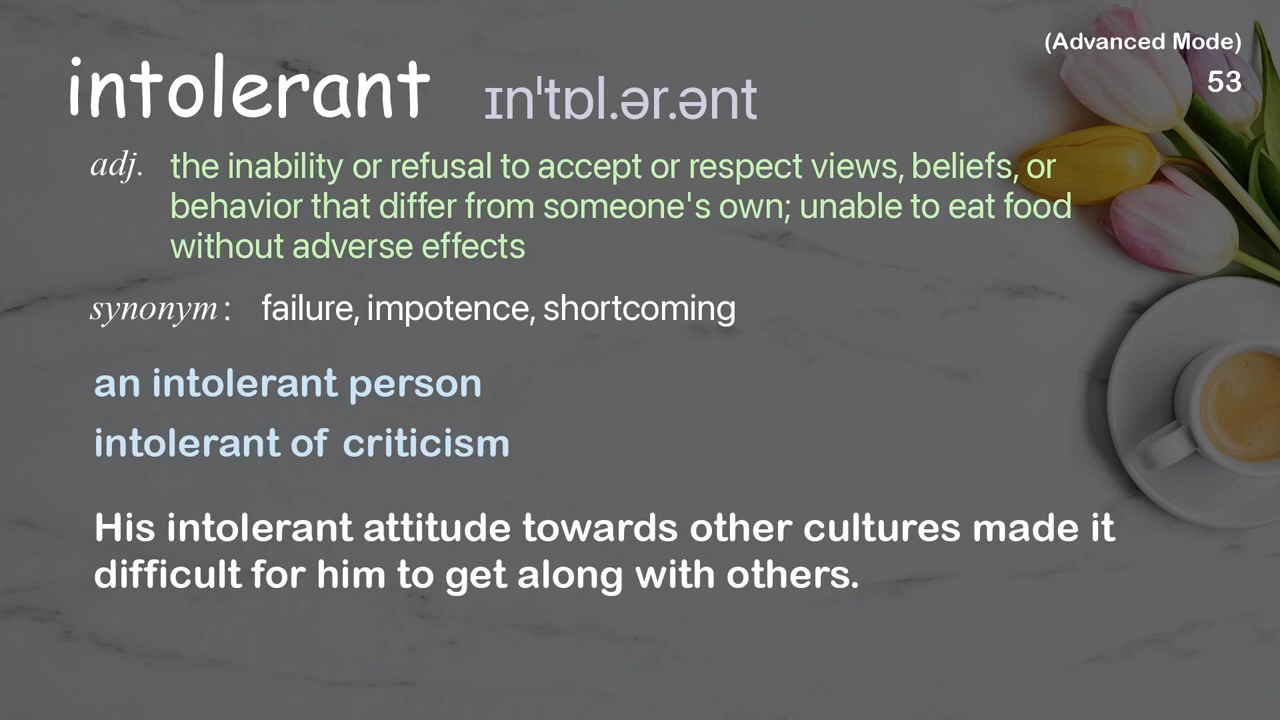 (Advanced Mode)
53
intolerant ɪnˈtɒl.ər.ənt
adj. the inability or refusal to accept or respect views, beliefs, or
behavior that differ from someone's own; unable to eat food
without adverse effects
synonym: failure, impotence, shortcoming
an intolerant person
intolerant of criticism
His intolerant attitude towards other cultures made it
difficult for him to get along with others.